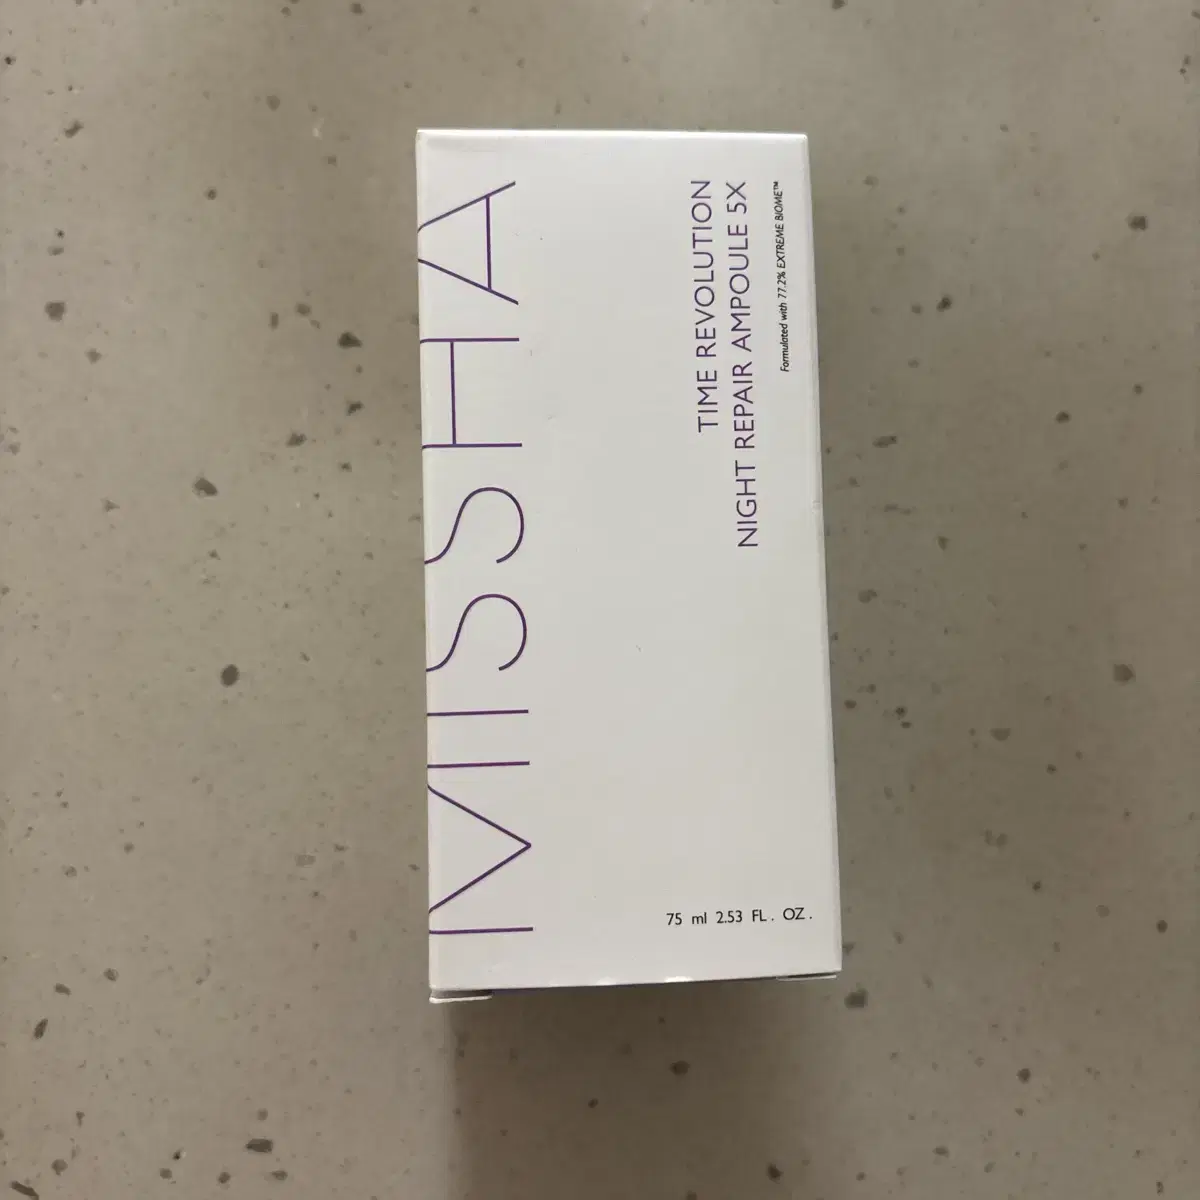 MISSHA
TIME REVOLUTION
NIGHT REPAIR AMPOULE 5X
Formulated with 77.2% EXTREME BIOME™
75 ml 2.53 FL. OZ.